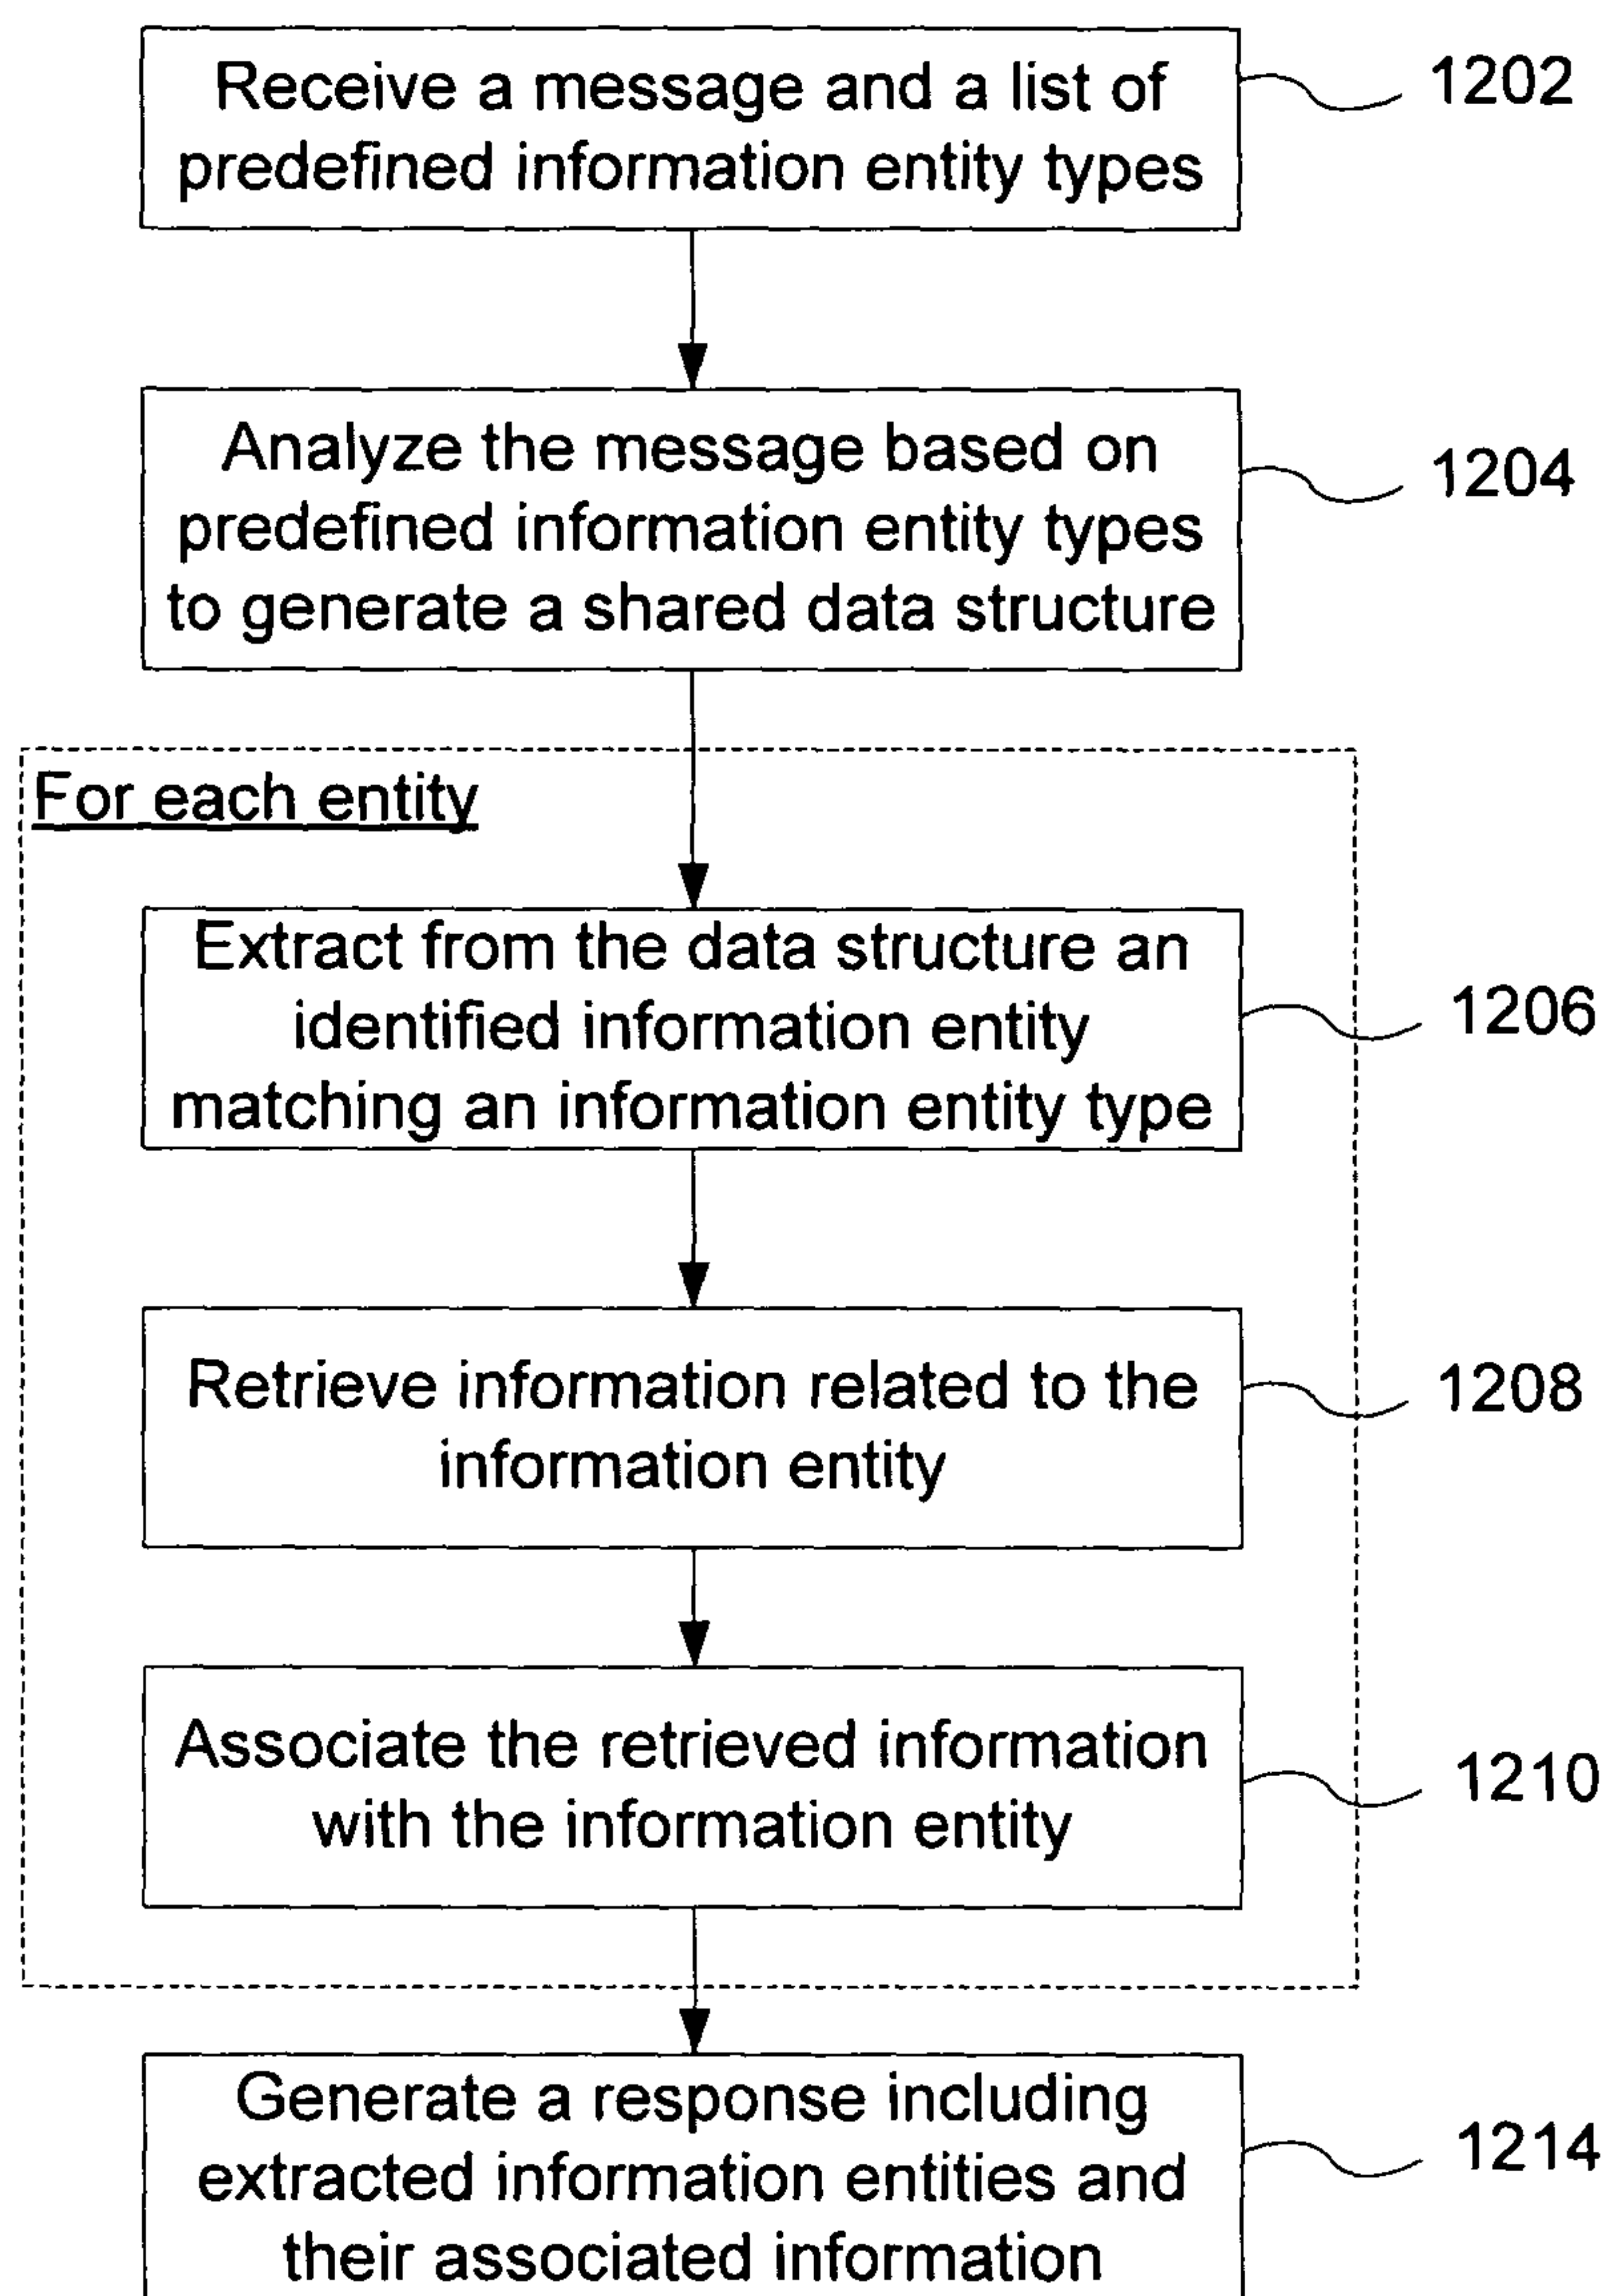 Receive a message and a list of
predefined information entity types
1202
Analyze the message based on
predefined information entity types
to generate a shared data structure
1204
For each entity
Extract from the data structure an
identified information entity
matching an information entity type
1206
Retrieve information related to the
information entity
1208
Associate the retrieved information
with the information entity
1210
Generate a response including
extracted information entities and
their associated information
1214